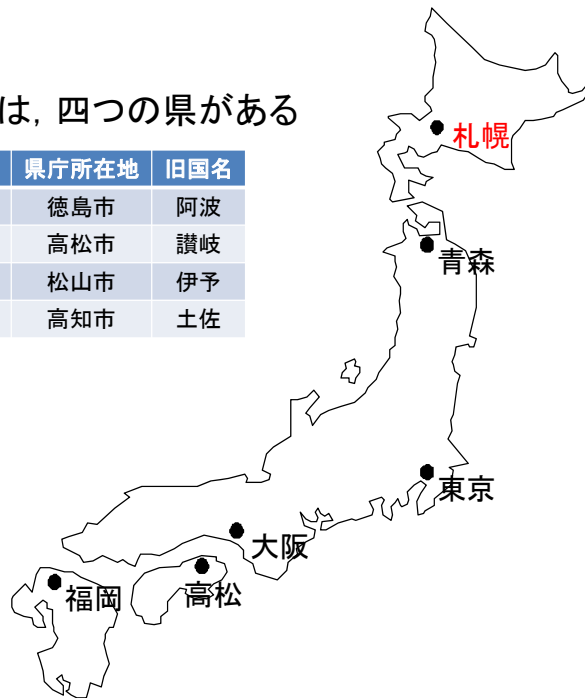 は，四つの県がある
県庁所在地 旧国名
徳島市 阿波
高松市 讃岐
松山市 伊予
高知市 土佐
札幌
青森
東京
大阪
高松
福岡